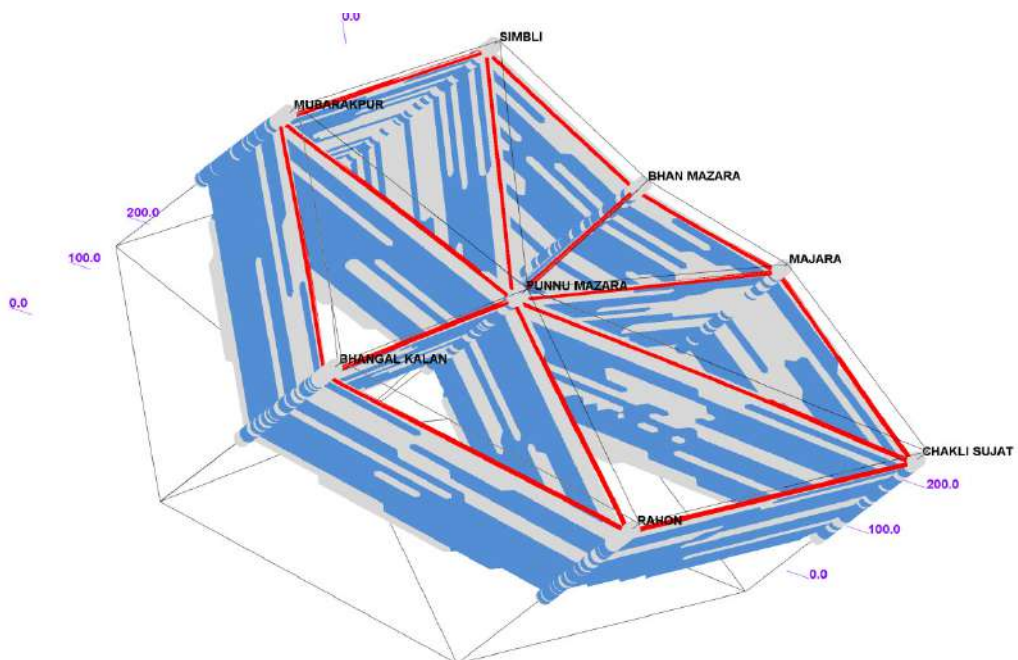 0.0
SIMBLI
MUBARAKPUR
BHAN MAZARA
200.0
100.0
MAJARA
PUNNU MAZARA
0.0
BHANGAL KALAN
CHAKLI SUJAT
200.0
RAHON
100.0
0.0